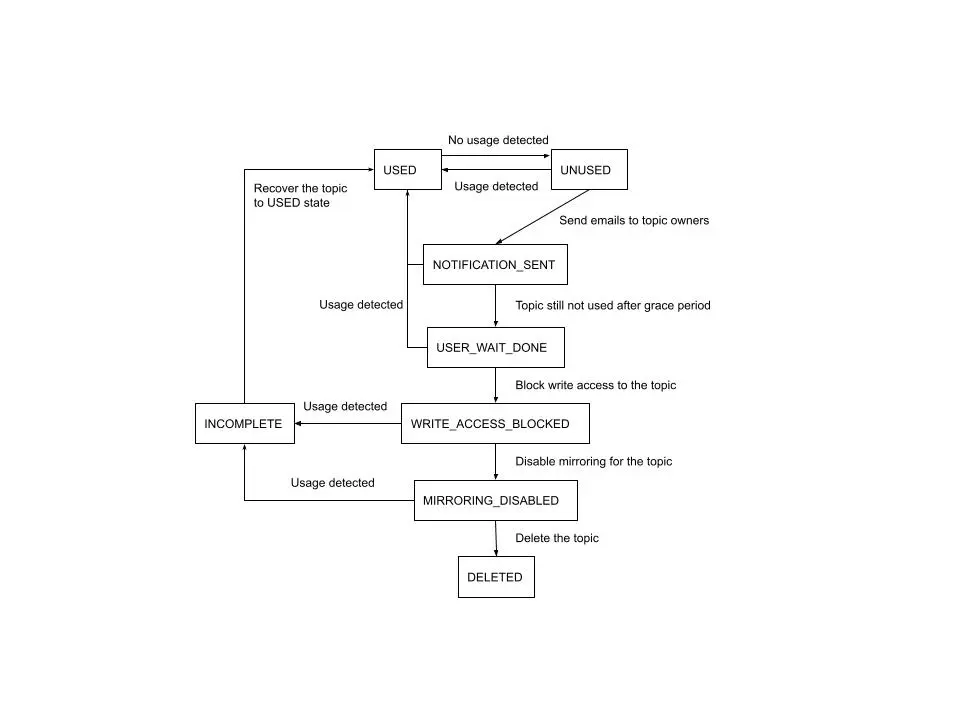 No usage detected
USED
UNUSED
Usage detected
Recover the topic
to USED state
Send emails to topic owners
NOTIFICATION_SENT
Usage detected
Topic still not used after grace period
USER_WAIT_DONE
Block write access to the topic
Usage detected
INCOMPLETE
WRITE_ACCESS_BLOCKED
Disable mirroring for the topic
Usage detected
MIRRORING_DISABLED
Delete the topic
DELETED